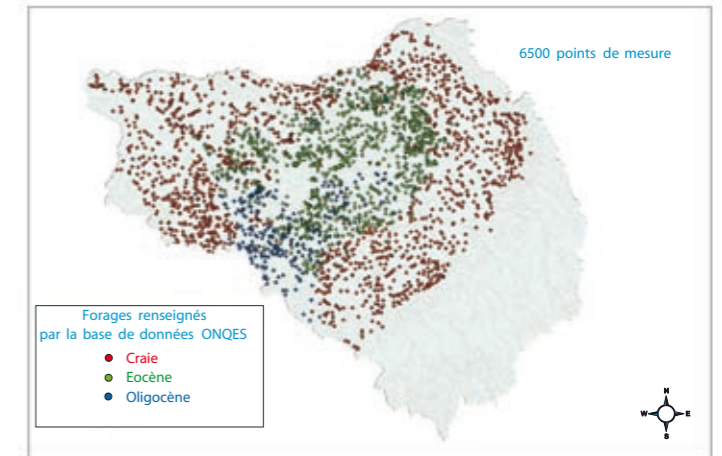 6500 points de mesure
Forages renseignés
par la base de données ONQES
Craie
Eocène
Oligocène
N
W E
S